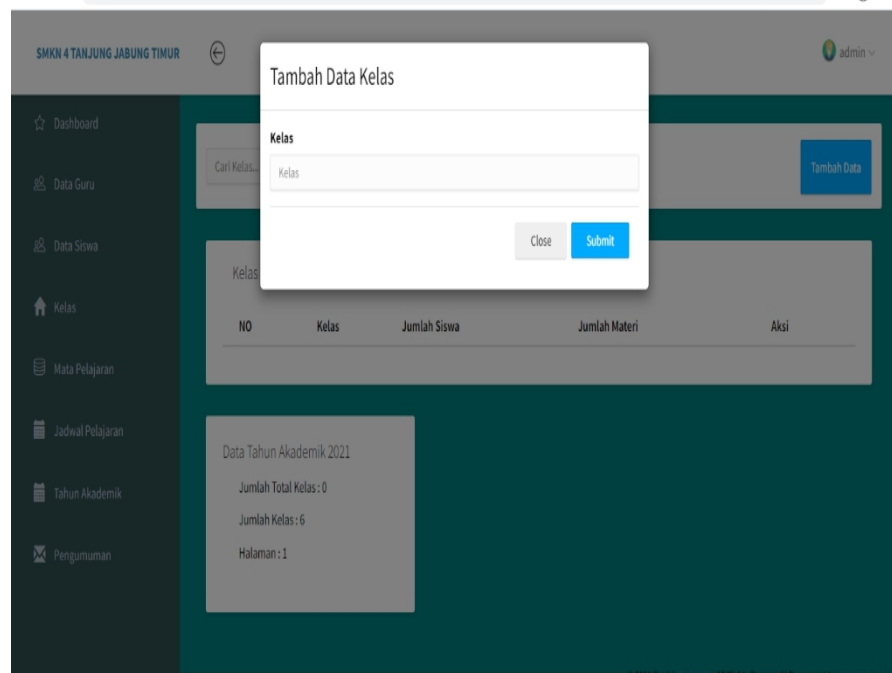 SMKN 4 TANJUNG JABUNG TIMUR
admin
Tambah Data Kelas
Kelas
Kelas
Close Submit
Dashboard
Data Guru
Data Siswa
Kelas
Mata Pelajaran
Jadwal Pelajaran
Tahun Akademik
Pengumuman
Cari Kelas...
Tambah Data
Kelas
NO Kelas Jumlah Siswa Jumlah Materi Aksi
Data Tahun Akademik 2021
Jumlah Total Kelas : 0
Jumlah Kelas : 6
Halaman : 1